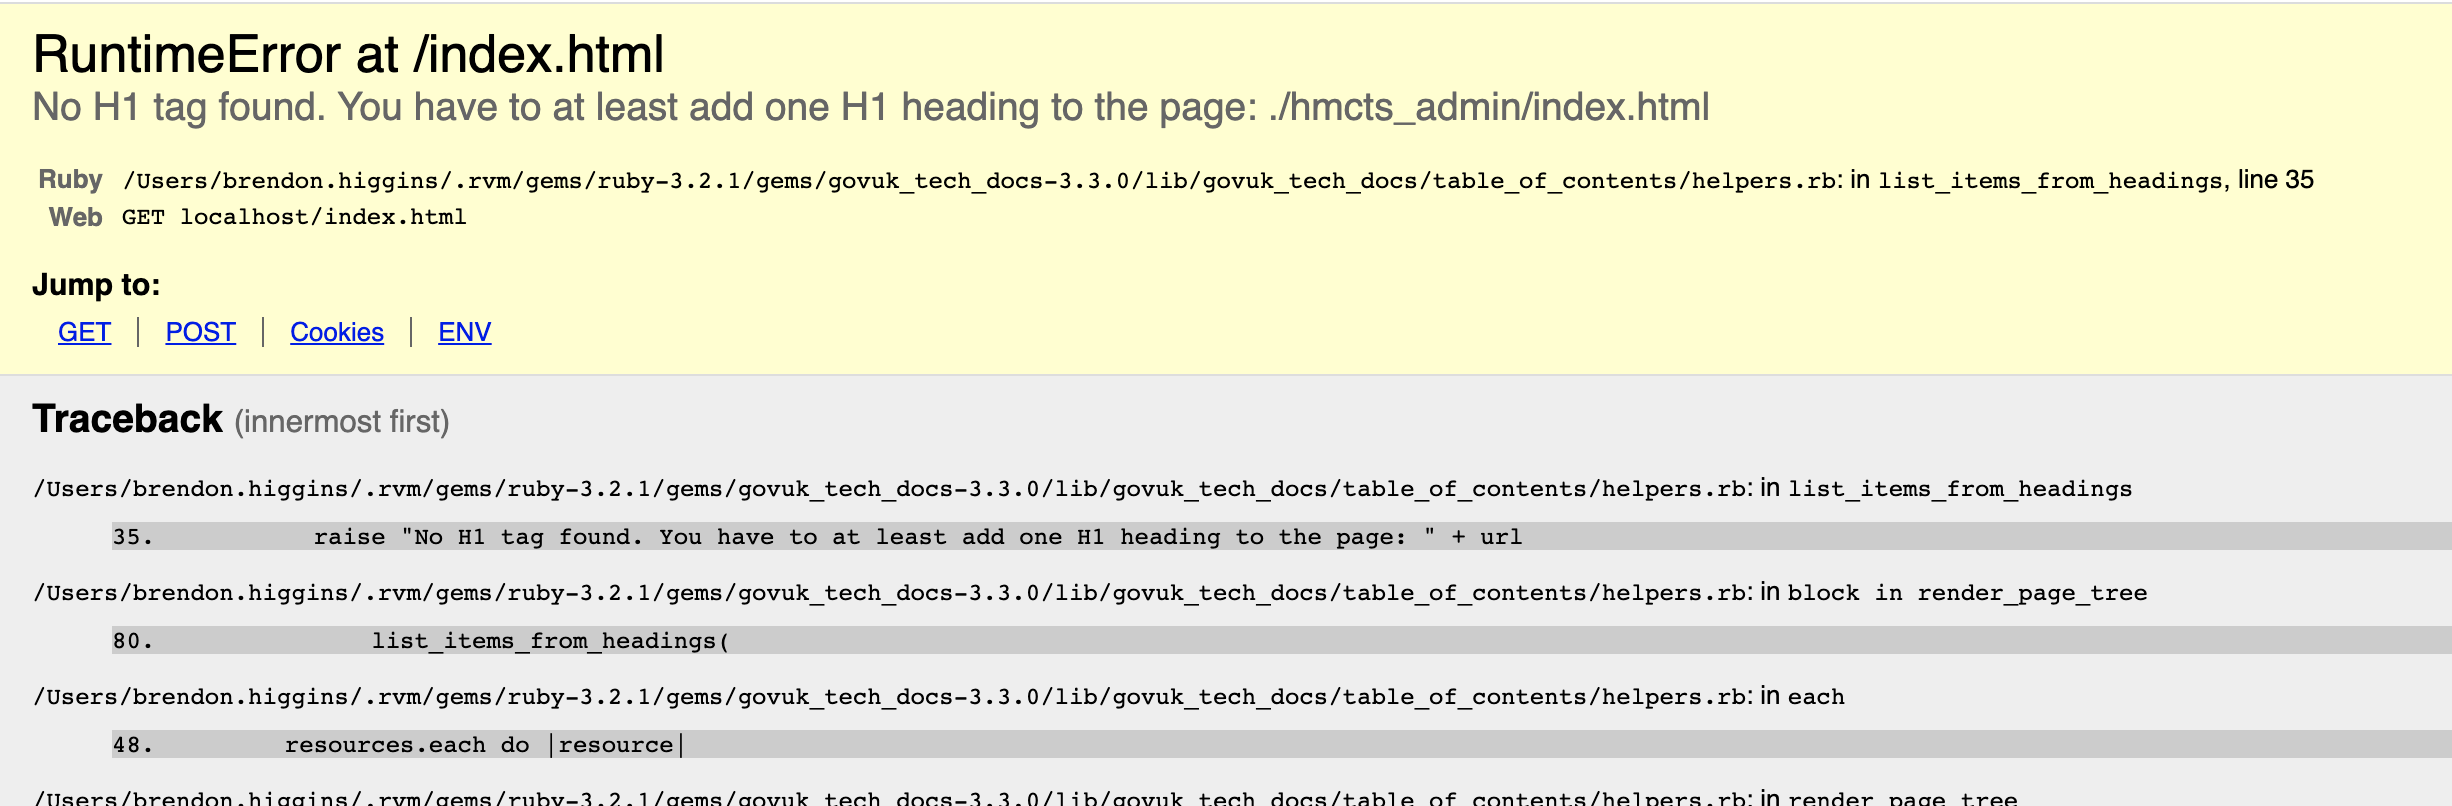 RuntimeError at /index.html
No H1 tag found. You have to at least add one H1 heading to the page: ./hmcts_admin/index.html
Ruby /Users/brendon.higgins/.rvm/gems/ruby-3.2.1/gems/govuk_tech_docs-3.3.0/lib/govuk_tech_docs/table_of_contents/helpers.rb: in list_items_from_headings, line 35
Web GET localhost/index.html
Jump to:
GET | POST | Cookies | ENV
Traceback (innermost first)
/Users/brendon.higgins/.rvm/gems/ruby-3.2.1/gems/govuk_tech_docs-3.3.0/lib/govuk_tech_docs/table_of_contents/helpers.rb: in list_items_from_headings
35. raise "No H1 tag found. You have to at least add one H1 heading to the page: " + url
/Users/brendon.higgins/.rvm/gems/ruby-3.2.1/gems/govuk_tech_docs-3.3.0/lib/govuk_tech_docs/table_of_contents/helpers.rb: in block in render_page_tree
80. list_items_from_headings(
/Users/brendon.higgins/.rvm/gems/ruby-3.2.1/gems/govuk_tech_docs-3.3.0/lib/govuk_tech_docs/table_of_contents/helpers.rb: in each
48. resources.each do |resource|
/Users/brendon.higgins/.rvm/gems/ruby-3.2.1/gems/govuk_tech_docs-3.3.0/lib/govuk_tech_docs/table_of_contents/helpers.rb: in render_page_tree